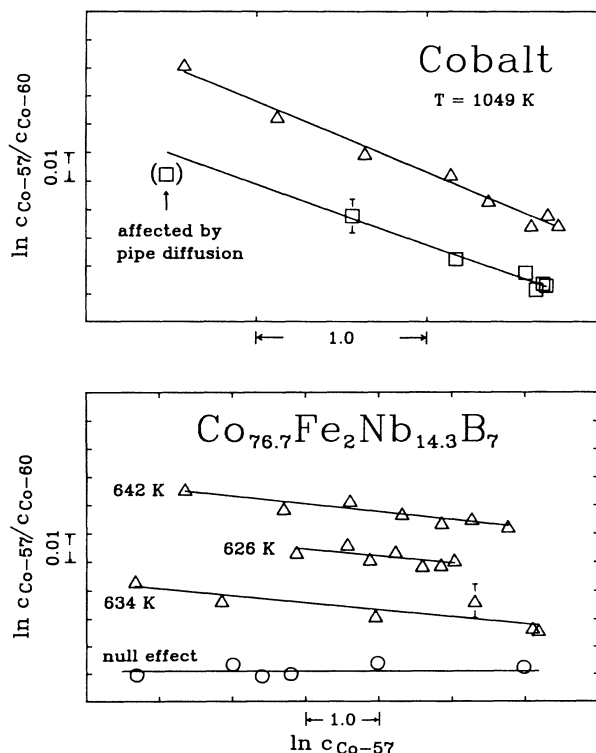 Cobalt
T = 1049 K
ln c_Co-57/c_Co-60
0.01
( )
affected by
pipe diffusion
1.0
Co₇₆.₇Fe₂Nb₁₄.₃B₇
ln c_Co-57/c_Co-60
0.01
642 K
626 K
634 K
null effect
1.0
ln c_Co-57